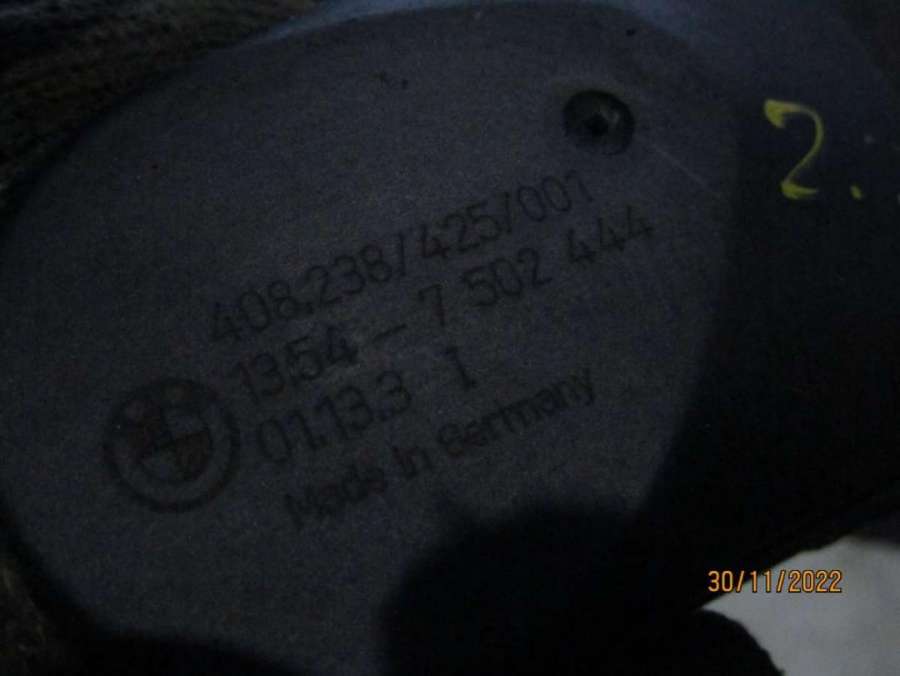 2.
408.238/425/001
13.54 - 7 502 444
01.13.3 I
Made in Germany
30/11/2022